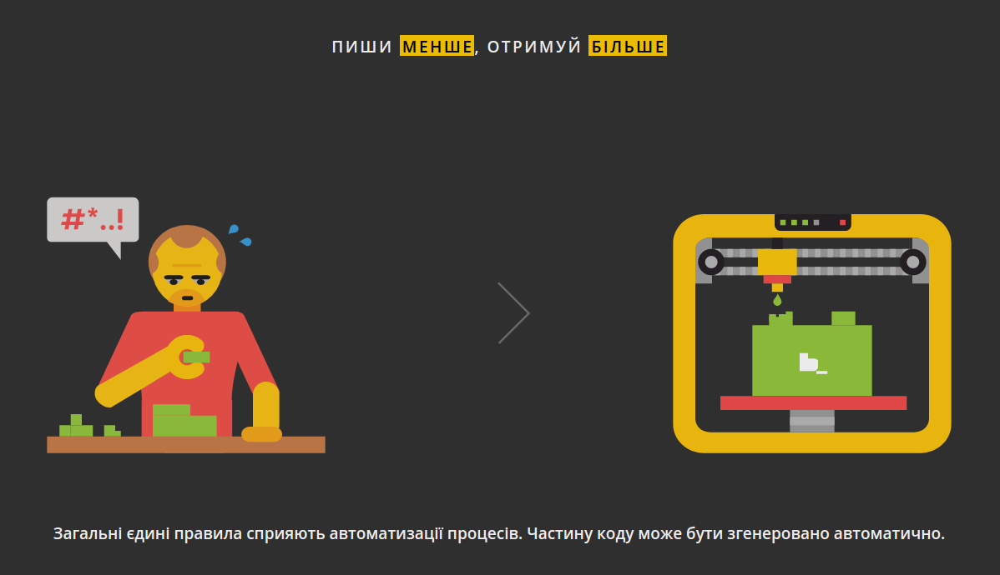 ПИШИ МЕНШЕ, ОТРИМУЙ БІЛЬШЕ
#*..!
Загальні єдині правила сприяють автоматизації процесів. Частину коду може бути згенеровано автоматично.